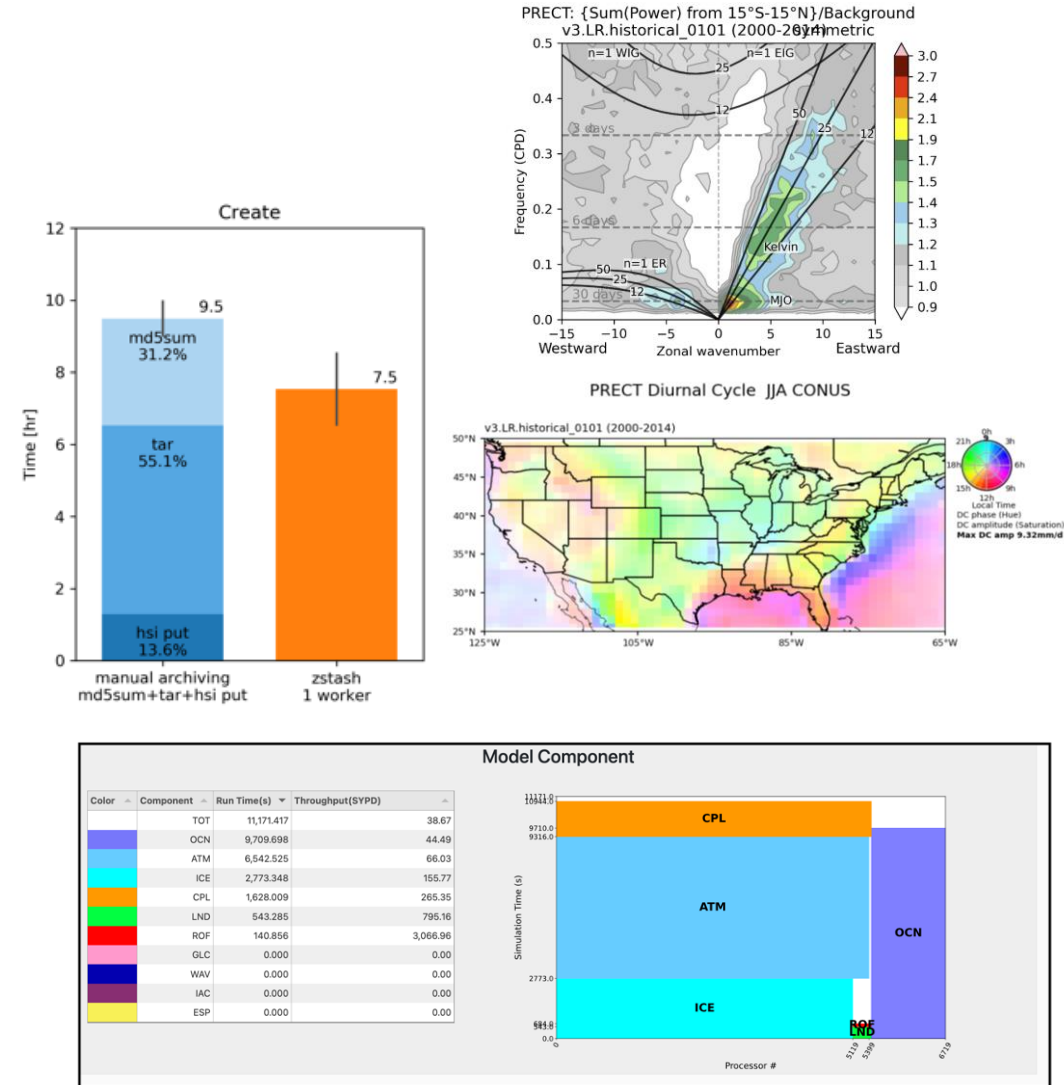 PRECT: {Sum(Power) from 15°S-15°N}/Background
v3.LR.historical_0101 (2000-2014) symmetric
n=1 WIG
n=1 EIG
25
12
50
25
12
3 days
6 days
30 days
n=1 ER
50
25
12
Kelvin
MJO
0.5
0.4
0.3
0.2
0.1
0.0
Frequency (CPD)
−15 −10 −5 0 5 10 15
Westward Zonal wavenumber Eastward
3.0
2.7
2.4
2.1
1.9
1.7
1.5
1.4
1.3
1.2
1.1
1.0
0.9
Create
12
10
8
6
4
2
0
Time [hr]
9.5
md5sum
31.2%
tar
55.1%
hsi put
13.6%
7.5
manual archiving
md5sum+tar+hsi put
zstash
1 worker
PRECT Diurnal Cycle JJA CONUS
v3.LR.historical_0101 (2000-2014)
50°N
45°N
40°N
35°N
30°N
25°N
125°W 105°W 85°W 65°W
0h
21h 3h
18h 6h
15h 9h
12h
Local Time
DC phase (Hue)
DC amplitude (Saturation)
Max DC amp 9.32mm/d
Model Component
Color Component Run Time(s) Throughput(SYPD)
TOT 11,171.417 38.67
OCN 9,709.698 44.49
ATM 6,542.525 66.03
ICE 2,773.348 155.77
CPL 1,628.009 265.35
LND 543.285 795.16
ROF 140.856 3,066.96
GLC 0.000 0.00
WAV 0.000 0.00
IAC 0.000 0.00
ESP 0.000 0.00
11171.0
10944.0
9710.0
9316.0
2773.0
684.0
543.0
0.0
Simulation Time (s)
CPL
ATM
OCN
ICE
ROF
LND
0 5119 5399 6719
Processor #